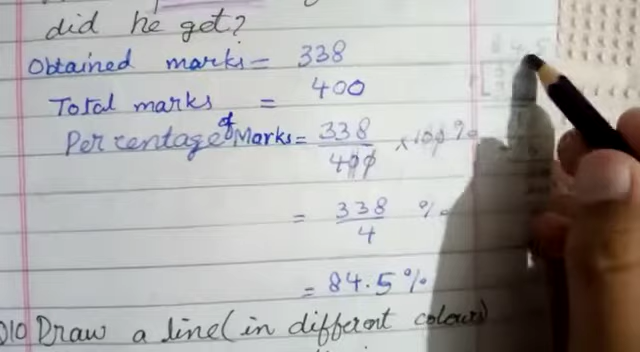 did he get?
Obtained marks = 338
Total marks = 400
Percentage of Marks = 338/400 × 100 %
= 338/4 %
= 84.5 %
Q10 Draw a line (in different colours)